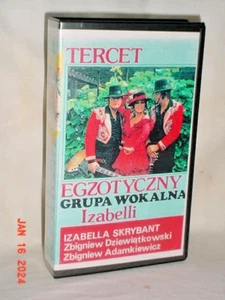 TERCET
EGZOTYCZNY
GRUPA WOKALNA
Izabelli
IZABELLA SKRYBANT
Zbigniew Dziewiątkowski
Zbigniew Adamkiewicz
JAN 16 2024